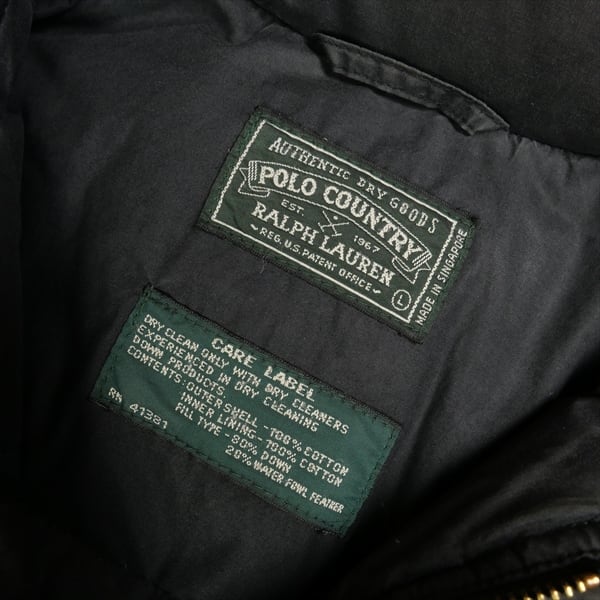 AUTHENTIC DRY GOODS
POLO COUNTRY
EST. 1967
RALPH LAUREN
REG. U.S. PATENT OFFICE
L
MADE IN SINGAPORE
CARE LABEL
DRY CLEAN ONLY WITH DRY CLEANERS
EXPERIENCED IN DRY CLEANING
DOWN PRODUCTS.
CONTENTS: OUTER SHELL -100% COTTON
INNER LINING -100% COTTON
FILL TYPE -80% DOWN
20% WATER FOWL FEATHER
RN 41381